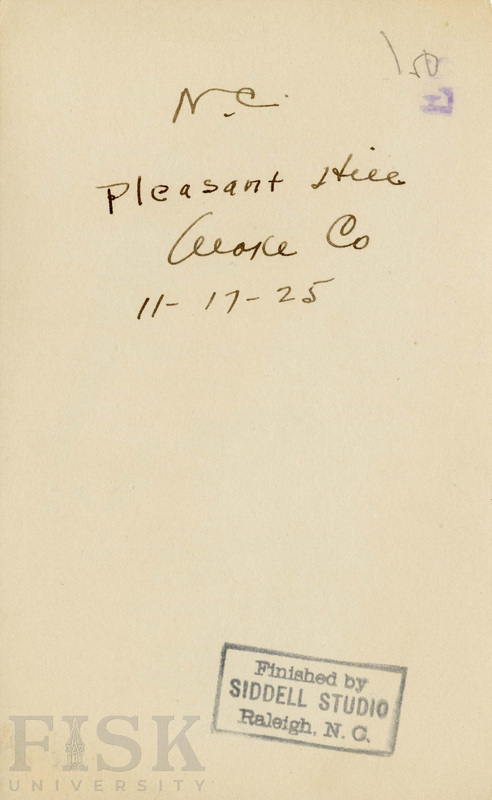 N.C.
Pleasant Hill
Wake Co
11-17-25
Finished by
SIDDELL STUDIO
Raleigh, N. C.
FISK
UNIVERSITY